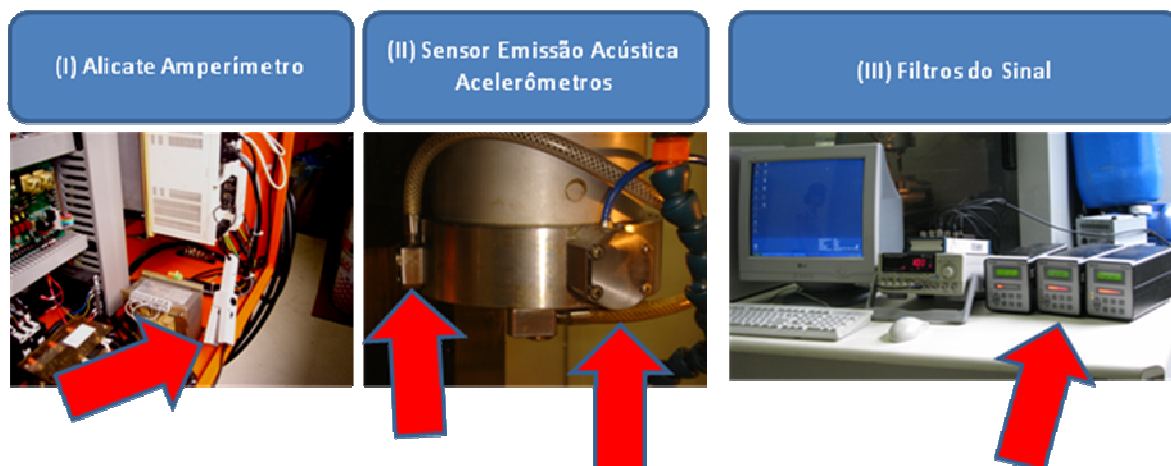 (I) Alicate Amperímetro
(II) Sensor Emissão Acústica
Acelerômetros
(III) Filtros do Sinal